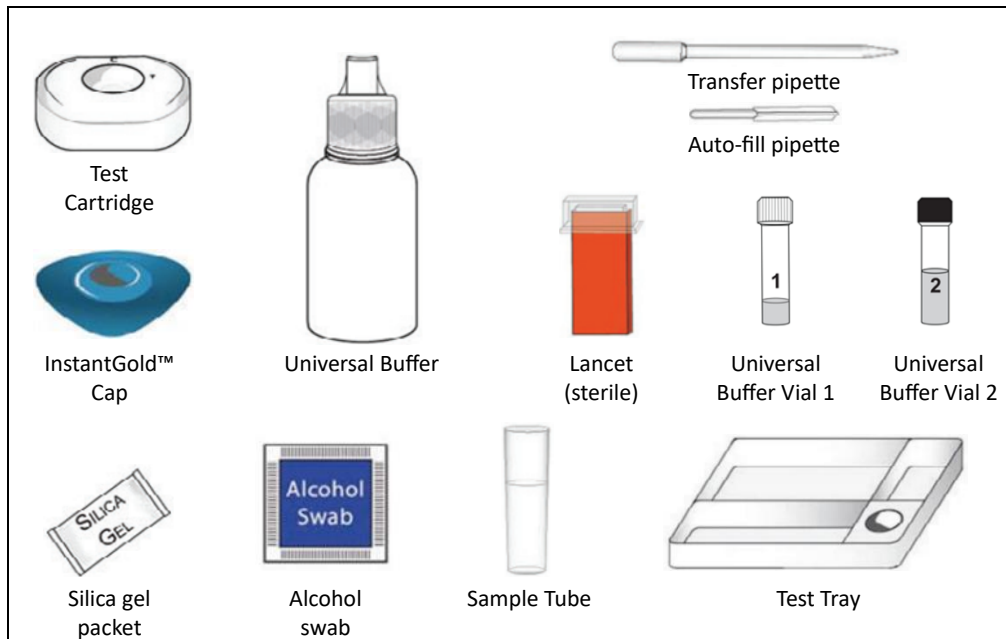 Transfer pipette
Auto-fill pipette
C
T
Test
Cartridge
InstantGold™
Cap
Universal Buffer
Lancet
(sterile)
1
Universal
Buffer Vial 1
2
Universal
Buffer Vial 2
SILICA
GEL
Silica gel
packet
Alcohol
Swab
Alcohol
swab
Sample Tube
Test Tray